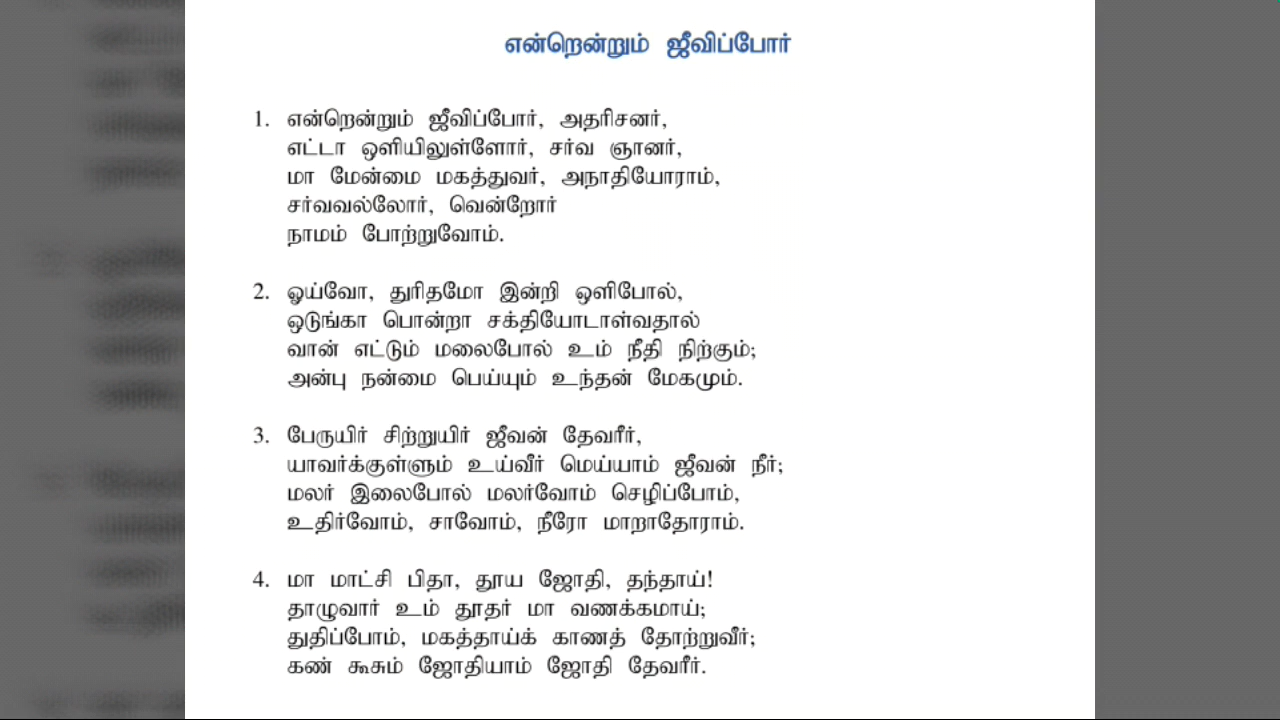 என்றென்றும் ஜீவிப்போர்
1. என்றென்றும் ஜீவிப்போர், அதரிசனர்,
எட்டா ஒளியிலுள்ளோர், சர்வ ஞானர்,
மா மேன்மை மகத்துவர், அநாதியோராம்,
சர்வவல்லோர், வென்றோர்
நாமம் போற்றுவோம்.
2. ஓய்வோ, துரிதமோ இன்றி ஒளிபோல்,
ஒடுங்கா பொன்றா சக்தியோடாள்வதால்
வான் எட்டும் மலைபோல் உம் நீதி நிற்கும்;
அன்பு நன்மை பெய்யும் உந்தன் மேகமும்.
3. பேருயிர் சிற்றுயிர் ஜீவன் தேவரீர்,
யாவர்க்குள்ளும் உய்வீர் மெய்யாம் ஜீவன் நீர்;
மலர் இலைபோல் மலர்வோம் செழிப்போம்,
உதிர்வோம், சாவோம், நீரோ மாறாதோராம்.
4. மா மாட்சி பிதா, தூய ஜோதி, தந்தாய்!
தாழுவார் உம் தூதர் மா வணக்கமாய்;
துதிப்போம், மகத்தாய்க் காணத் தோற்றுவீர்;
கண் கூசும் ஜோதியாம் ஜோதி தேவரீர்.